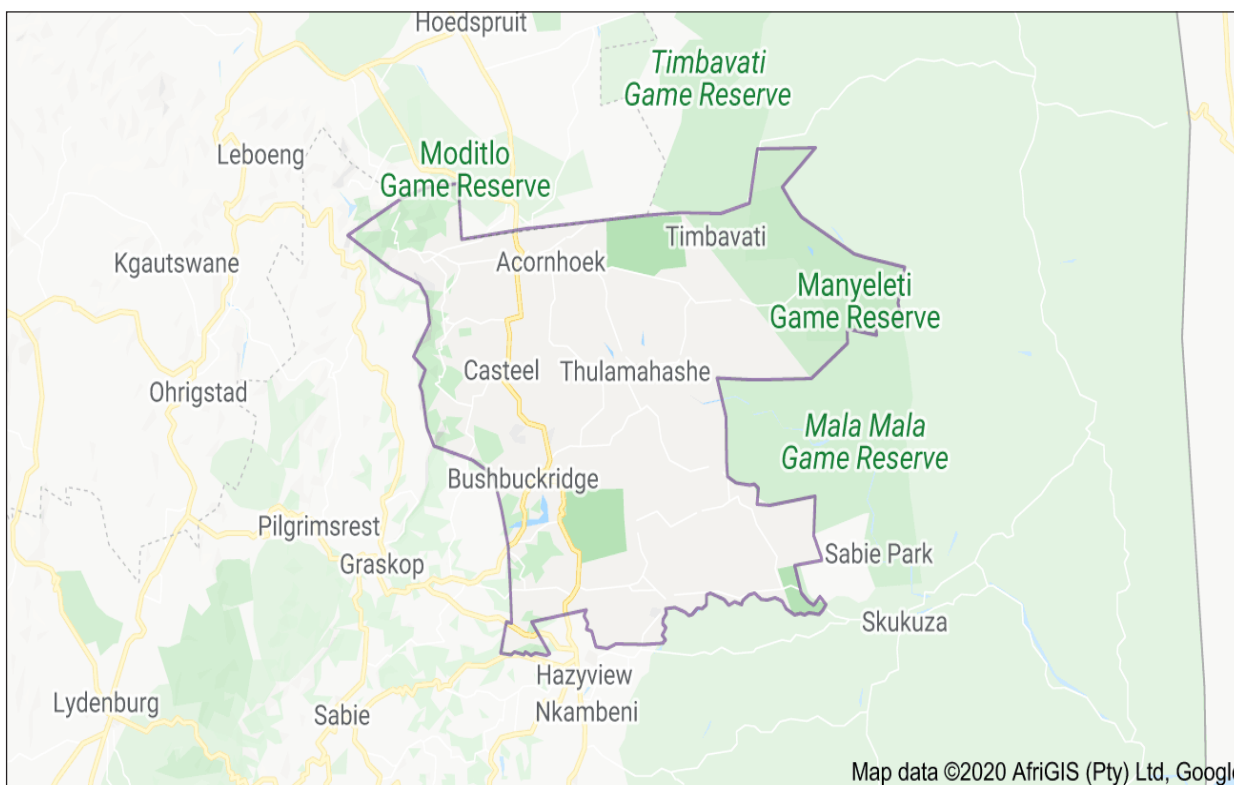 Hoedspruit
Timbavati
Game Reserve
Leboeng
Moditlo
Game Reserve
Timbavati
Kgautswane
Acornhoek
Manyeleti
Game Reserve
Casteel
Thulamahashe
Ohrigstad
Mala Mala
Game Reserve
Bushbuckridge
Pilgrimsrest
Graskop
Sabie Park
Skukuza
Hazyview
Lydenburg
Sabie
Nkambeni
Map data ©2020 AfriGIS (Pty) Ltd, Google